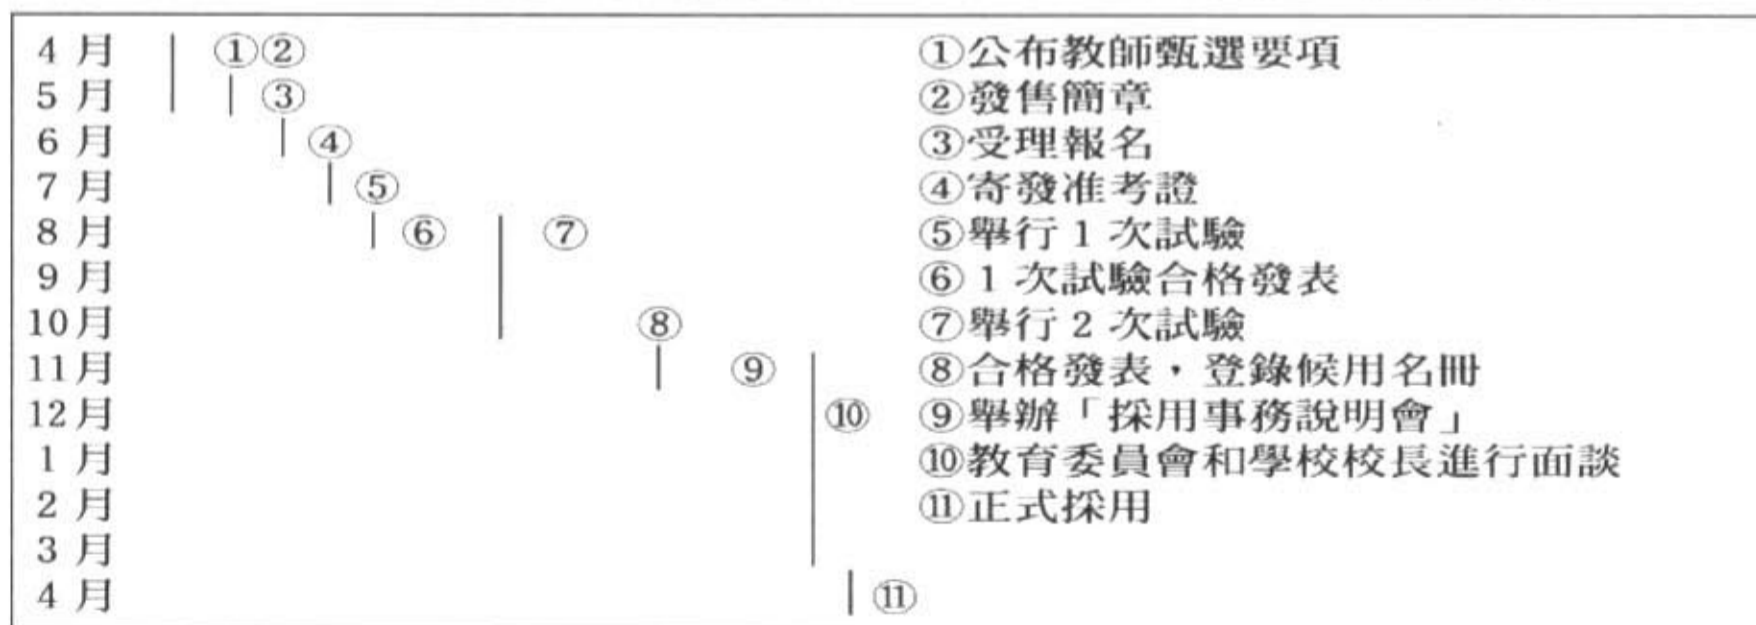 4 月 ①② ①公布教師甄選要項
5 月 ③ ②發售簡章
6 月 ④ ③受理報名
7 月 ⑤ ④寄發准考證
8 月 ⑥ ⑦ ⑤舉行 1 次試驗
9 月 ⑥ 1 次試驗合格發表
10月 ⑧ ⑦舉行 2 次試驗
11月 ⑨ ⑧合格發表，登錄候用名冊
12月 ⑩ ⑨舉辦「採用事務說明會」
1 月 ⑩教育委員會和學校校長進行面談
2 月 ⑪正式採用
3 月
4 月 ⑪